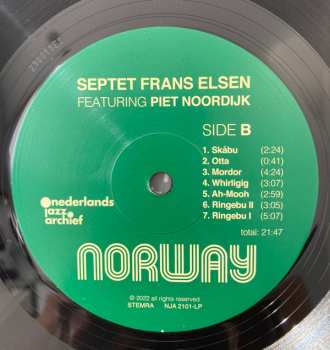 SEPTET FRANS ELSEN
FEATURING PIET NOORDIJK
SIDE B
1. Skåbu (2:24)
2. Otta (0:41)
3. Mordor (4:24)
4. Whirligig (3:07)
5. Ah-Mooh (2:59)
6. Ringebu II (3:05)
7. Ringebu I (5:07)
total: 21:47
nederlands
jazz
archief
NORWAY
© 2022 all rights reserved
STEMRA NJA 2101-LP